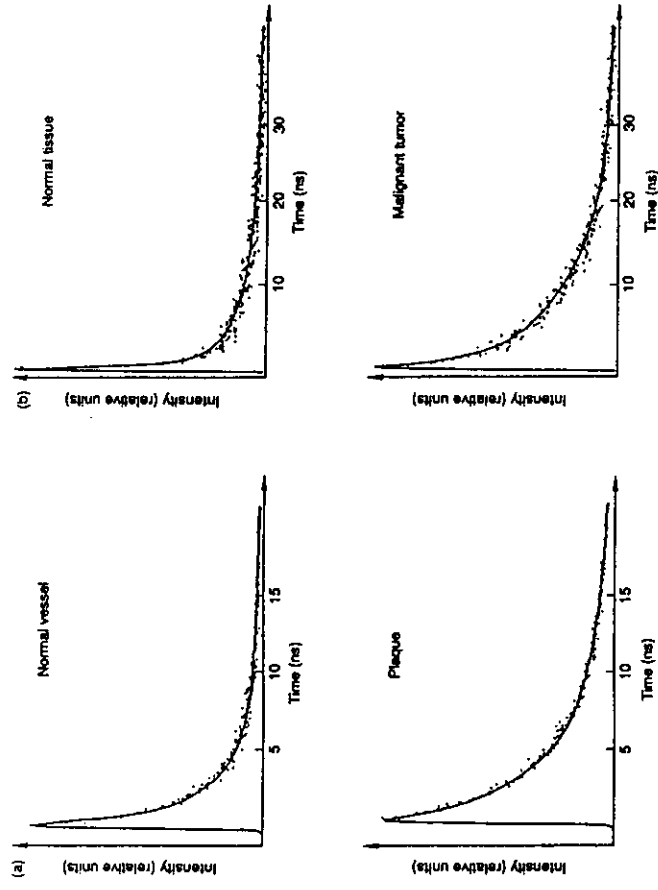 (a)
Intensity (relative units)
Normal vessel
5
10
15
Time (ns)
Intensity (relative units)
Plaque
5
10
15
Time (ns)
(b)
Intensity (relative units)
Normal tissue
10
20
30
Time (ns)
Intensity (relative units)
Malignant tumor
10
20
30
Time (ns)